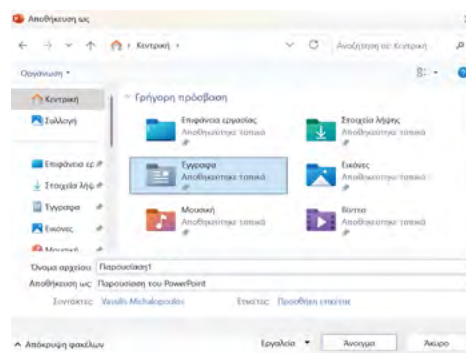 Αποθήκευση ως
Κεντρική
Αναζήτηση σε: Κεντρική
Οργάνωση
Κεντρική
Συλλογή
Επιφάνεια ερ
Στοιχεία λήψ
Έγγραφα
Εικόνες
Μουσική
Γρήγορη πρόσβαση
Επιφάνεια εργασίας
Αποθηκεύτηκε τοπικά
Στοιχεία λήψης
Αποθηκεύτηκε τοπικά
Έγγραφα
Αποθηκεύτηκε τοπικά
Εικόνες
Αποθηκεύτηκε τοπικά
Μουσική
Αποθηκεύτηκε τοπικά
Βίντεο
Αποθηκεύτηκε τοπικά
Όνομα αρχείου: Παρουσίαση1
Αποθήκευση ως: Παρουσίαση του PowerPoint
Συντάκτες: Vassilis Michalopoulos Ετικέτες: Προσθήκη ετικέτας
Απόκρυψη φακέλων Εργαλεία Άνοιγμα Άκυρο